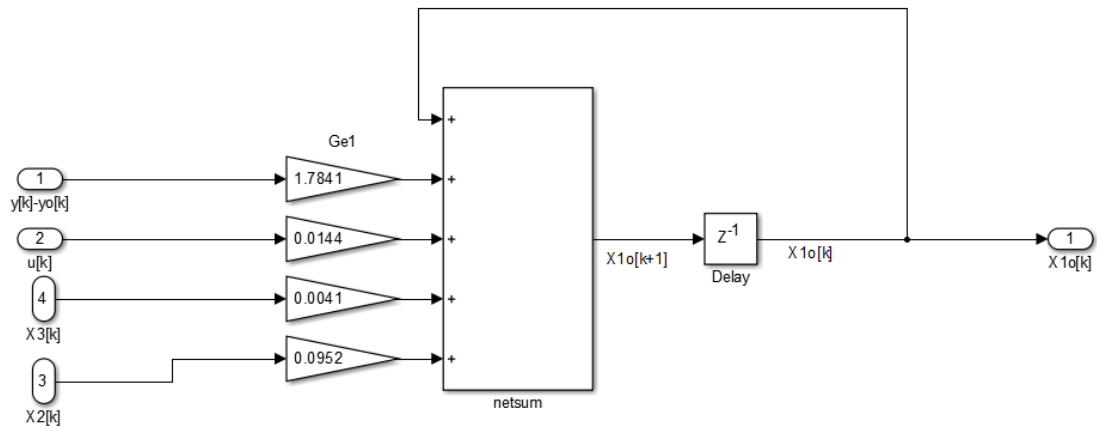 Ge1
+
1
y[k]-yo[k]
1.7841
+
2
u[k]
0.0144
+
X1o[k+1]
Z-1
Delay
X1o[k]
1
X1o[k]
4
X3[k]
0.0041
+
3
X2[k]
0.0952
+
netsum